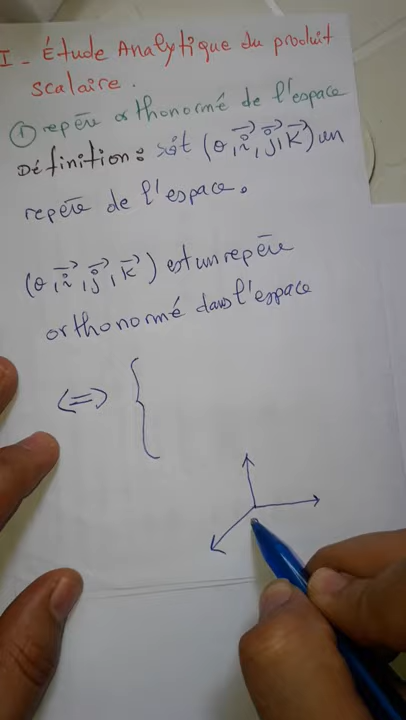 I - Étude Analytique du produit
scalaire.
① repère orthonormé de l'espace
Définition: soit (o, i⃗, j⃗, k⃗) un
repère de l'espace.
(o, i⃗, j⃗, k⃗) est un repère
orthonormé dans l'espace
<=> {